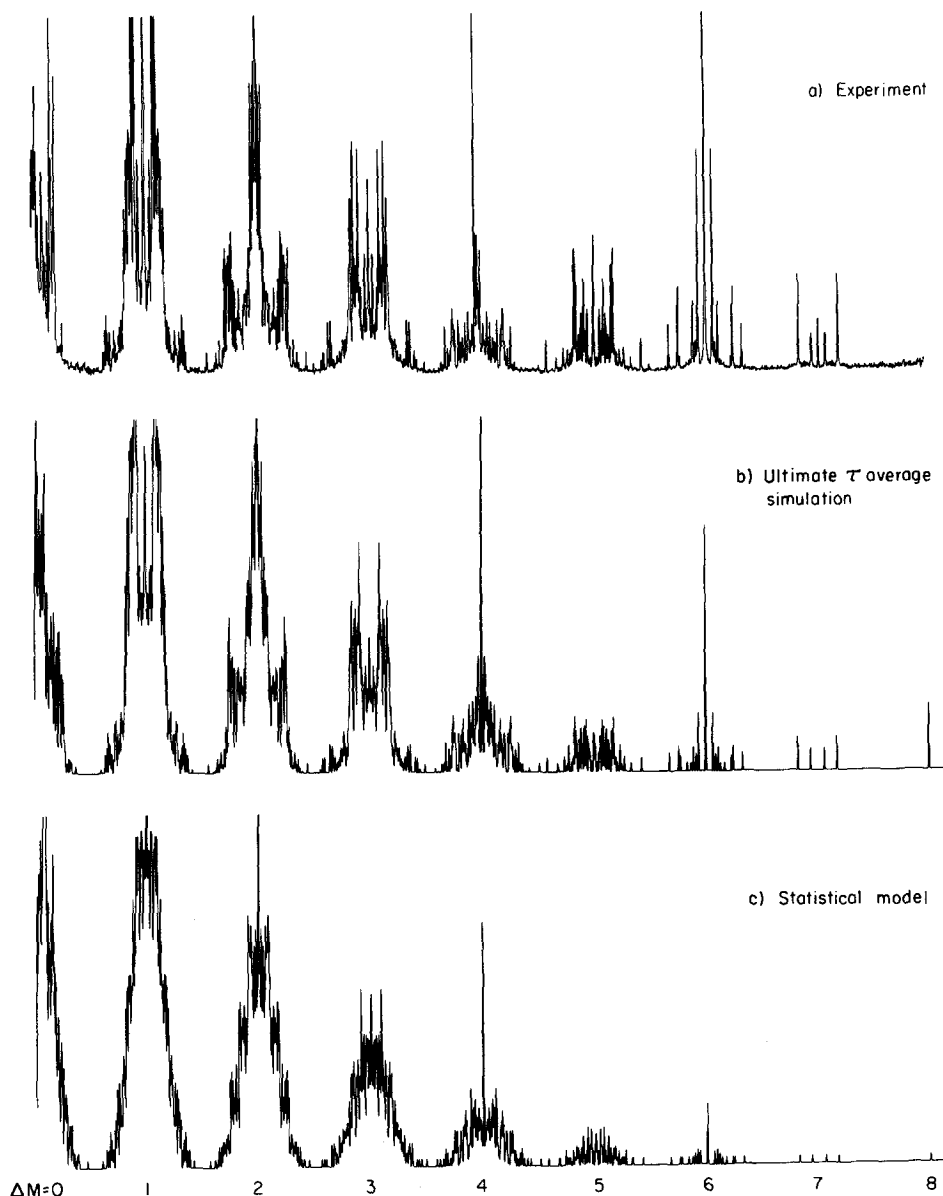 a) Experiment
b) Ultimate τ average
simulation
c) Statistical model
ΔM=0 1 2 3 4 5 6 7 8